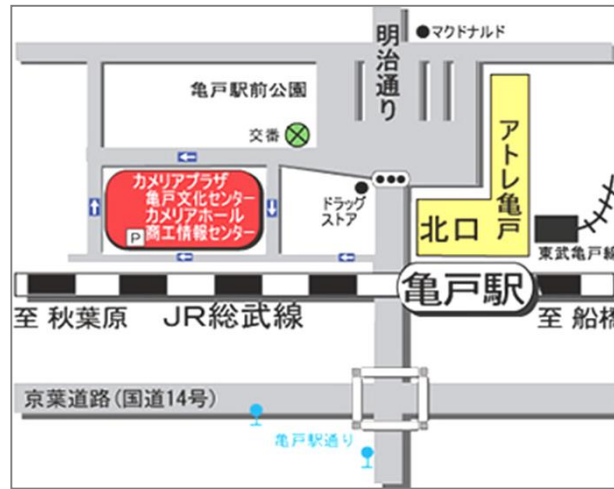 マクドナルド
明治通り
亀戸駅前公園
交番
アトレ亀戸
カメリアプラザ
亀戸文化センター
カメリアホール
P 商工情報センター
ドラッグ
ストア
北口
東武亀戸線
亀戸駅
至 秋葉原
JR総武線
至 船橋
京葉道路(国道14号)
亀戸駅通り